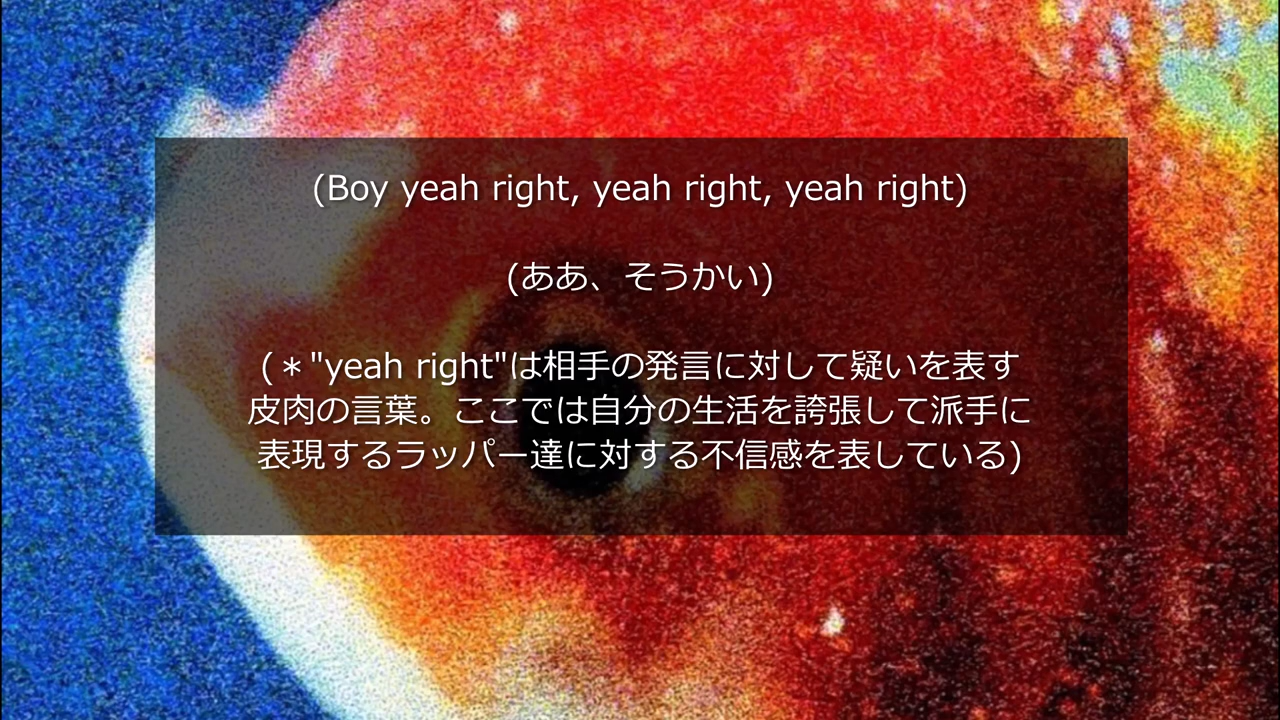 (Boy yeah right, yeah right, yeah right)
(ああ、そうかい)
(＊"yeah right"は相手の発言に対して疑いを表す
皮肉の言葉。ここでは自分の生活を誇張して派手に
表現するラッパー達に対する不信感を表している)